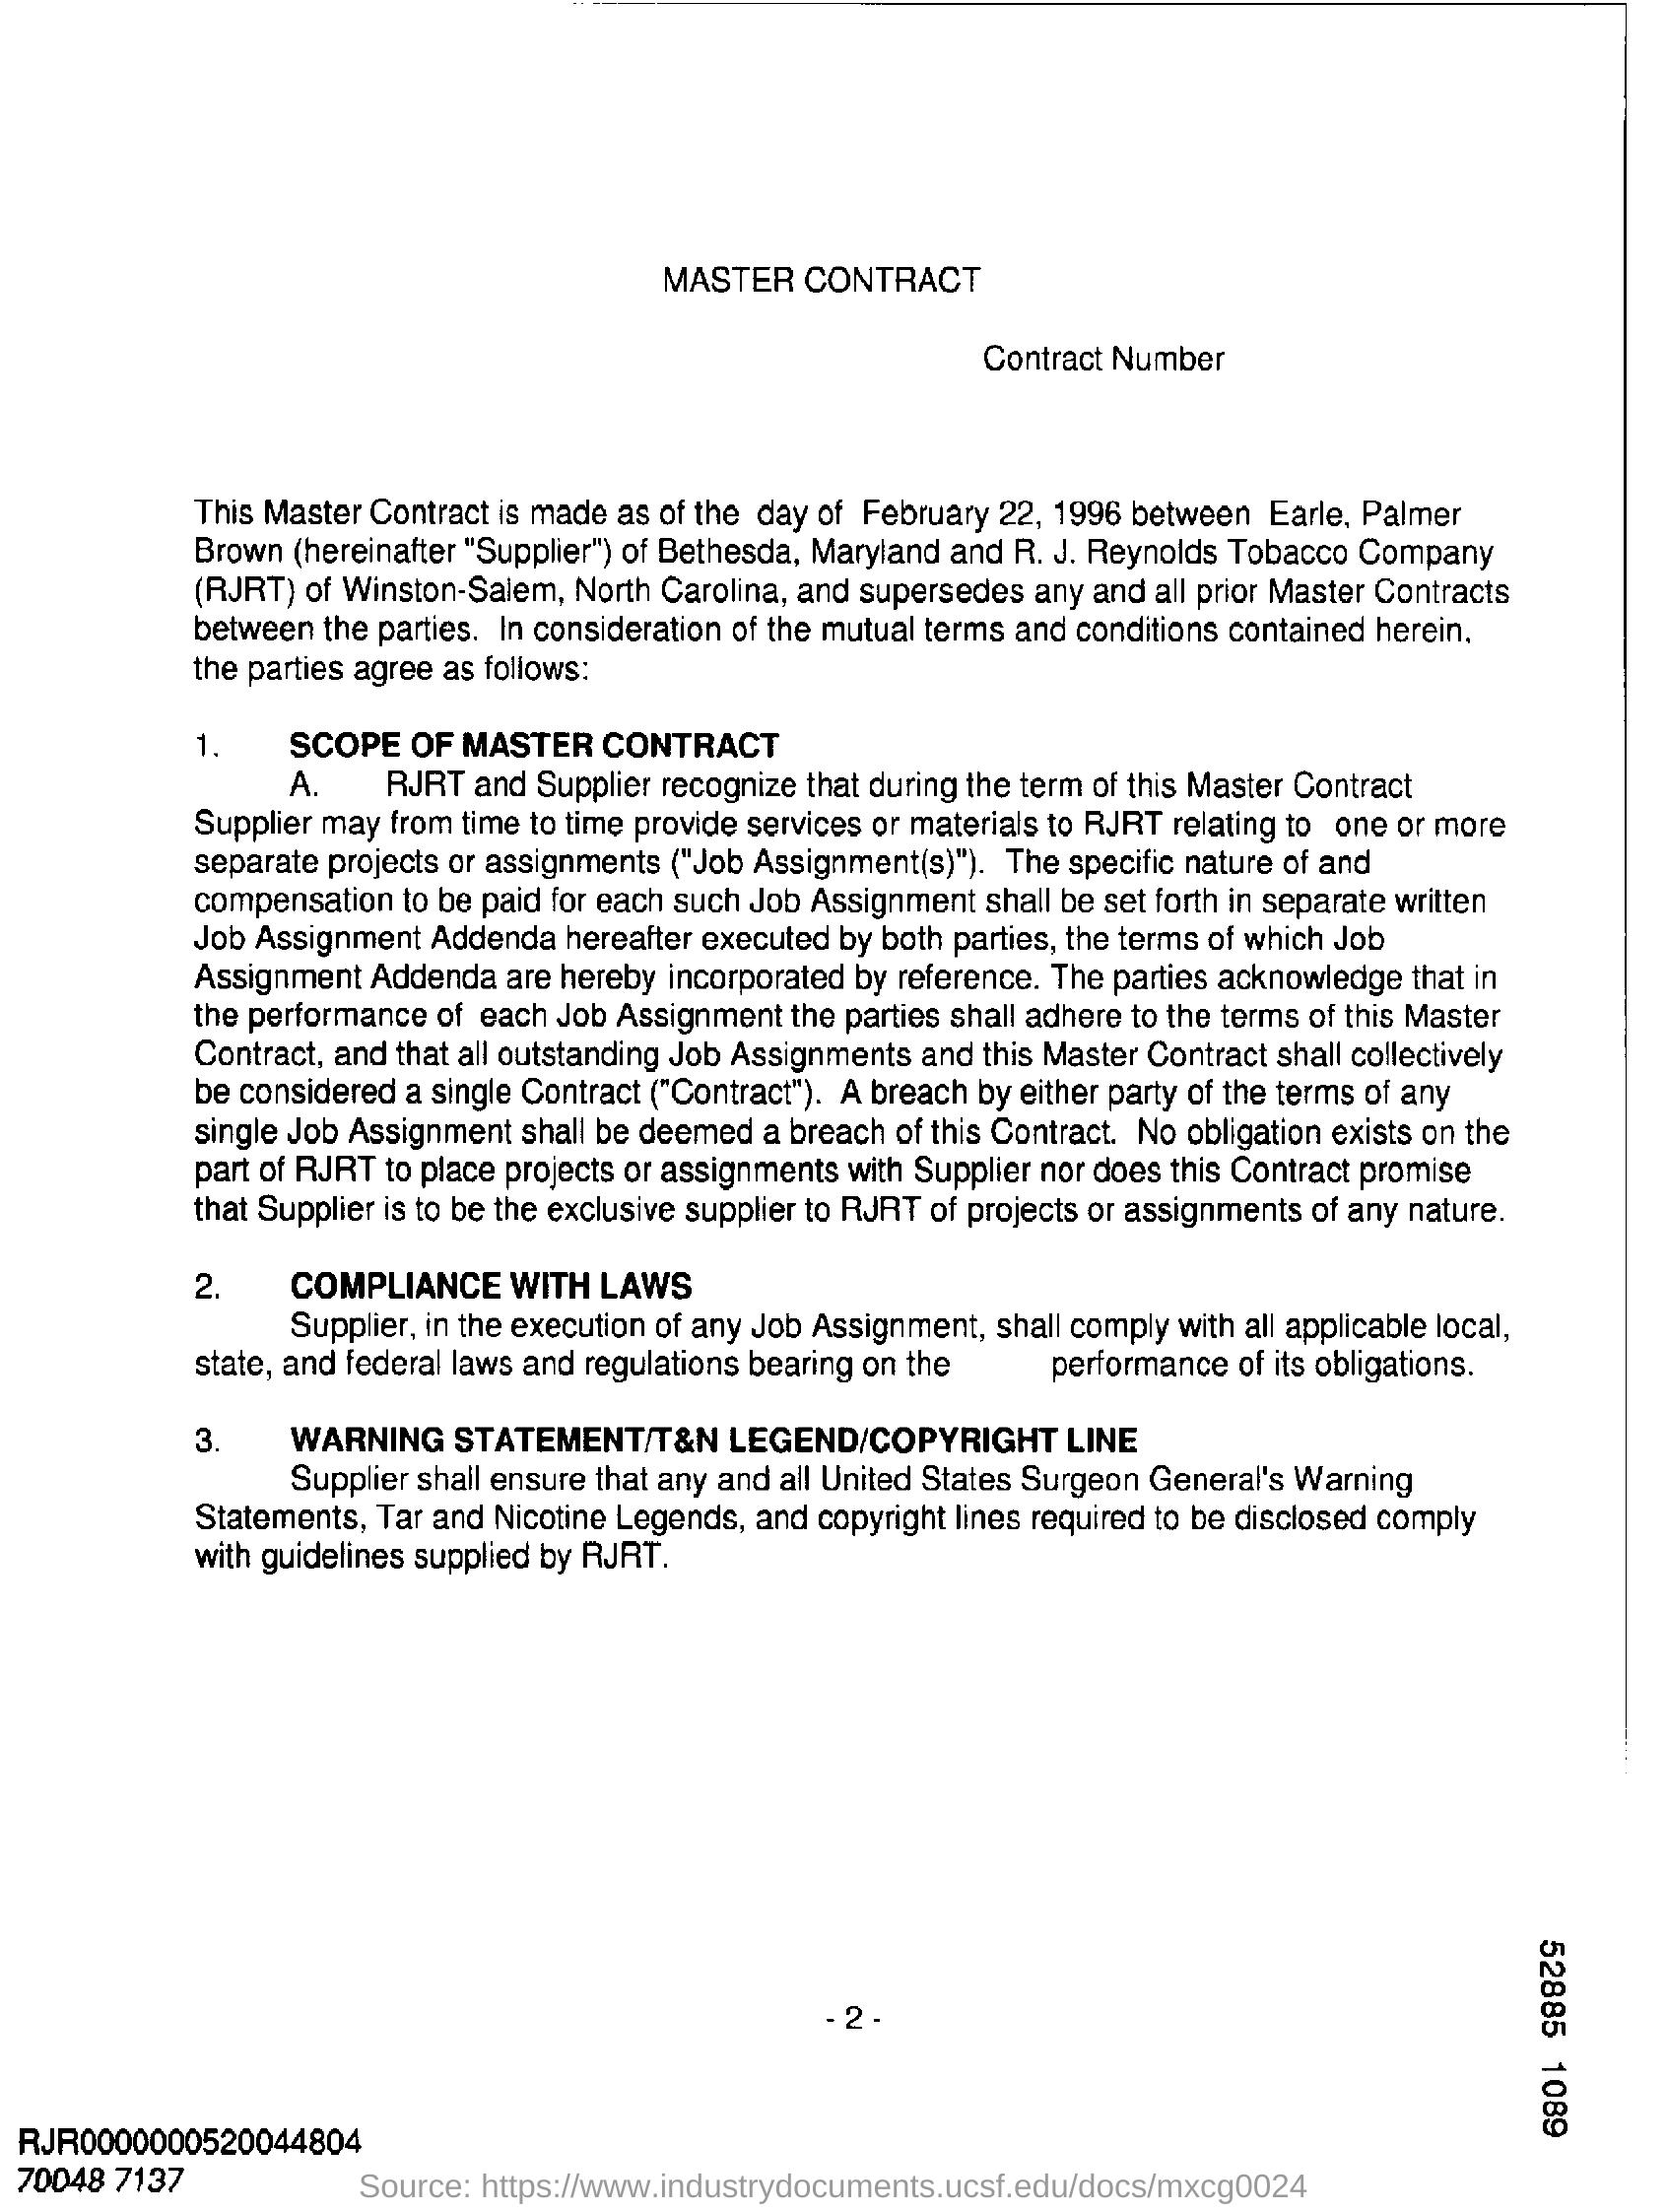 MASTER CONTRACT
Contract Number
This Master Contract is made as of the day of February 22, 1996 between Earle, Palmer
Brown (hereinafter "Supplier") of Bethesda, Maryland and R. J. Reynolds Tobacco Company
(RJRT) of Winston-Salem, North Carolina, and supersedes any and all prior Master Contracts
between the parties. In consideration of the mutual terms and conditions contained herein,
the parties agree as follows:
1. SCOPE OF MASTER CONTRACT
A. RJRT and Supplier recognize that during the term of this Master Contract
Supplier may from time to time provide services or materials to RJRT relating to one or more
separate projects or assignments ("Job Assignment(s)"). The specific nature of and
compensation to be paid for each such Job Assignment shall be set forth in separate written
Job Assignment Addenda hereafter executed by both parties, the terms of which Job
Assignment Addenda are hereby incorporated by reference. The parties acknowledge that in
the performance of each Job Assignment the parties shall adhere to the terms of this Master
Contract, and that all outstanding Job Assignments and this Master Contract shall collectively
be considered a single Contract ("Contract"). A breach by either party of the terms of any
single Job Assignment shall be deemed a breach of this Contract. No obligation exists on the
part of RJRT to place projects or assignments with Supplier nor does this Contract promise
that Supplier is to be the exclusive supplier to RJRT of projects or assignments of any nature.
2. COMPLIANCE WITH LAWS
Supplier, in the execution of any Job Assignment, shall comply with all applicable local,
state, and federal laws and regulations bearing on the performance of its obligations.
3. WARNING STATEMENT/T&N LEGEND/COPYRIGHT LINE
Supplier shall ensure that any and all United States Surgeon General's Warning
Statements, Tar and Nicotine Legends, and copyright lines required to be disclosed comply
with guidelines supplied by RJRT.
- 2 -
52885 1089
RJR0000000520044804
70048 7137
Source: https://www.industrydocuments.ucsf.edu/docs/mxcg0024